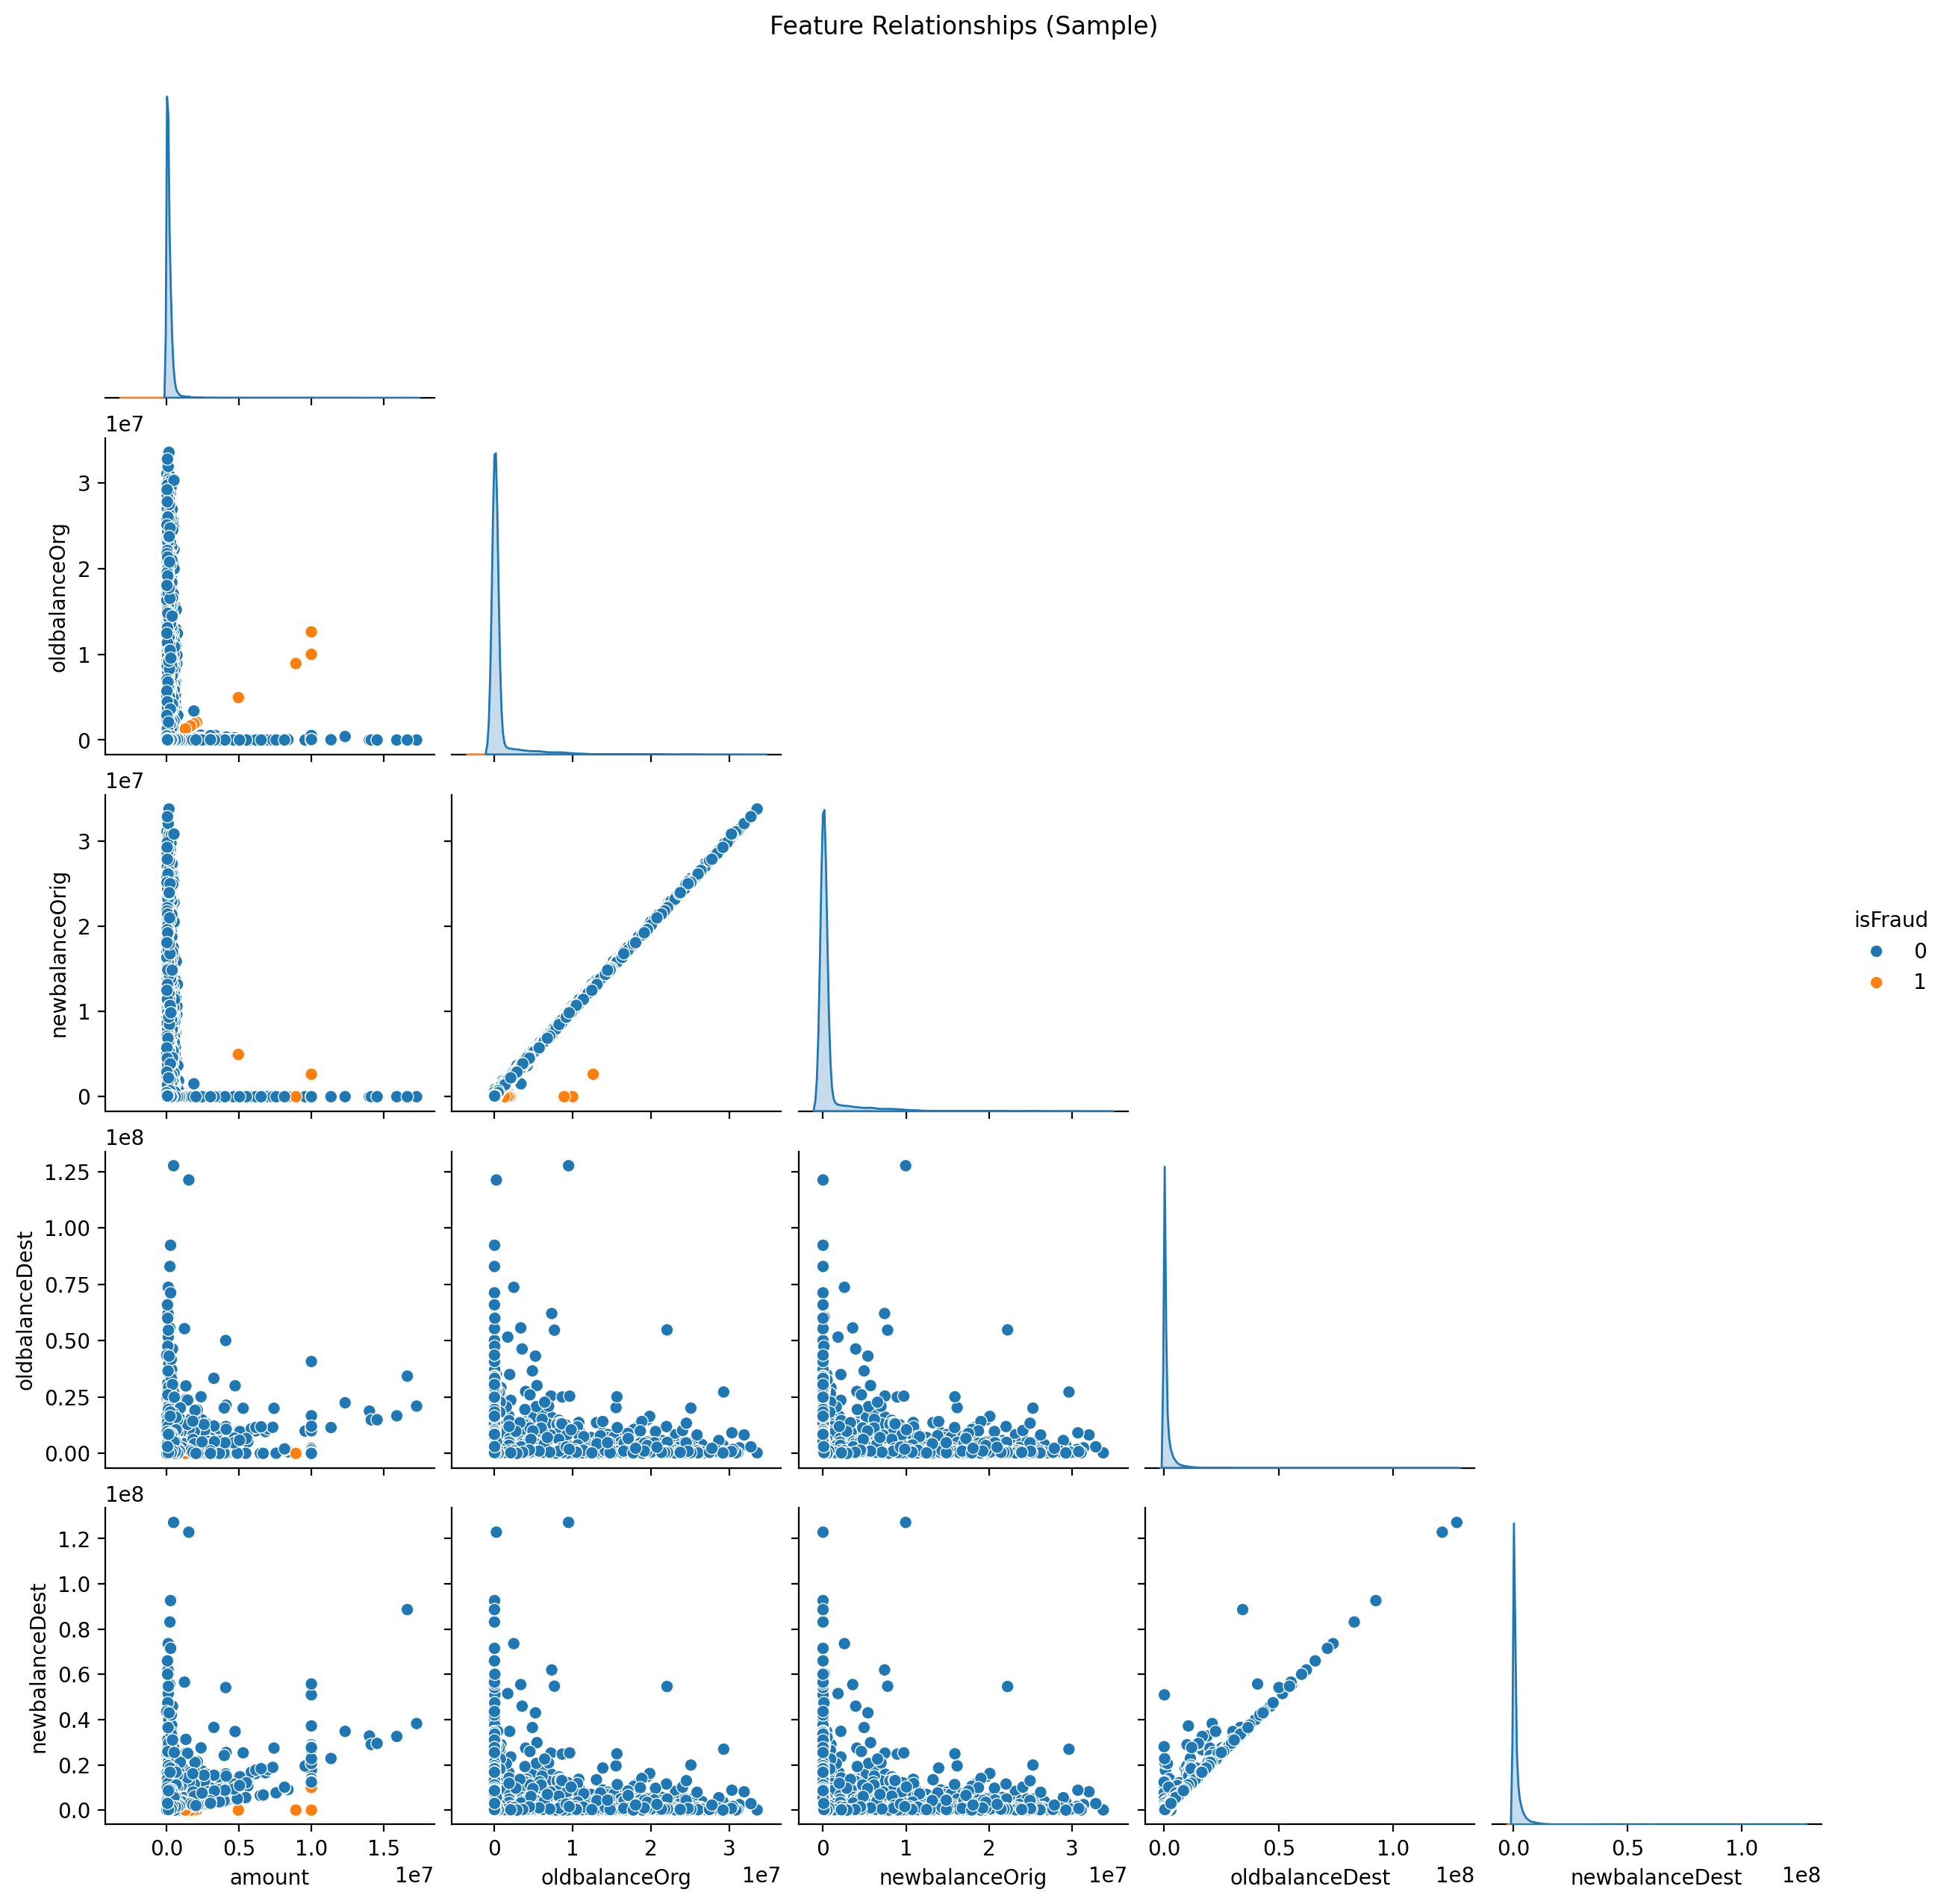 Feature Relationships (Sample)
1e7
3
2
1
0
oldbalanceOrg
1e7
3
2
1
0
newbalanceOrig
isFraud
0
1
1e8
1.25
1.00
0.75
0.50
0.25
0.00
oldbalanceDest
1e8
1.2
1.0
0.8
0.6
0.4
0.2
0.0
newbalanceDest
0.0 0.5 1.0 1.5
1e7
amount
0 1 2 3
1e7
oldbalanceOrg
0 1 2 3
1e7
newbalanceOrig
0.0 0.5 1.0
1e8
oldbalanceDest
0.0 0.5 1.0
1e8
newbalanceDest